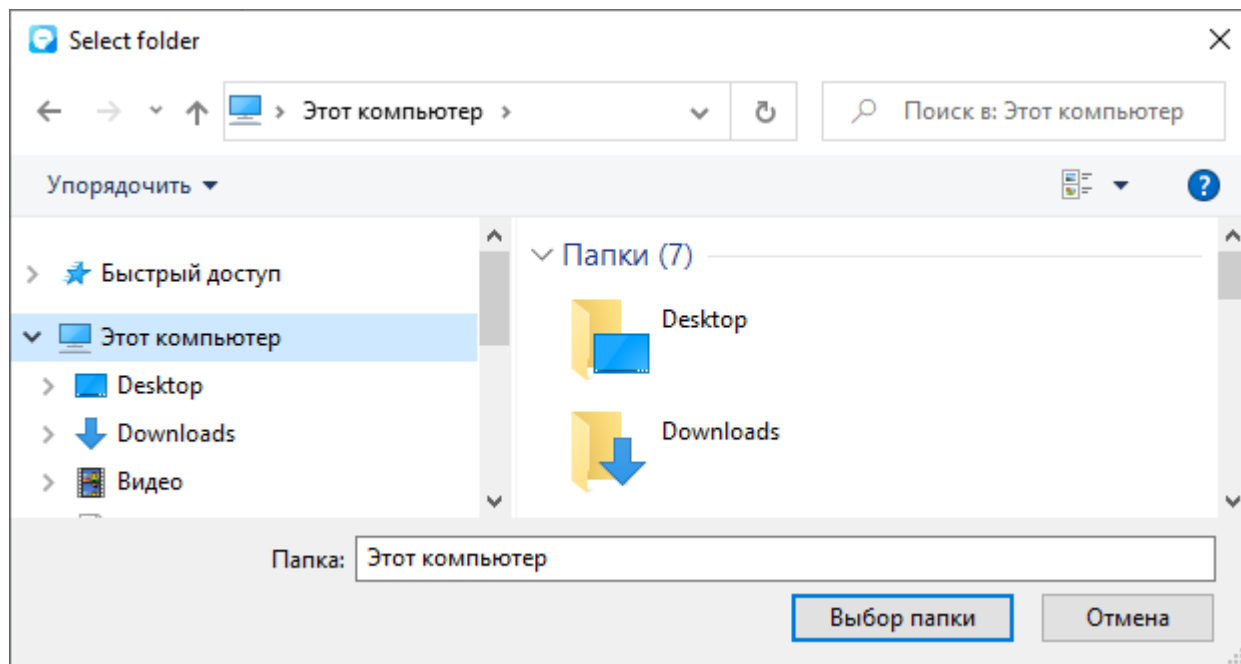 Select folder
Этот компьютер
Поиск в: Этот компьютер
Упорядочить
?
Быстрый доступ
Этот компьютер
Desktop
Downloads
Видео
Папки (7)
Desktop
Downloads
Папка: Этот компьютер
Выбор папки
Отмена